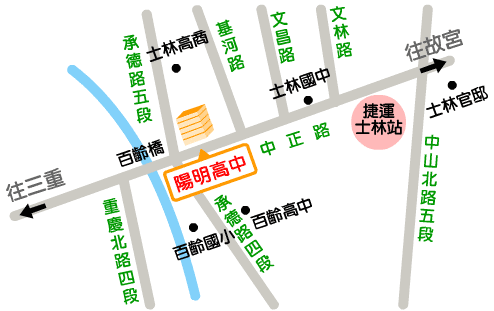 承德路五段
士林高商
基河路
文昌路
文林路
往故宮
士林國中
捷運
士林站
士林官邸
中正路
百齡橋
陽明高中
往三重
重慶北路四段
百齡國小
承德路四段
百齡高中
中山北路五段